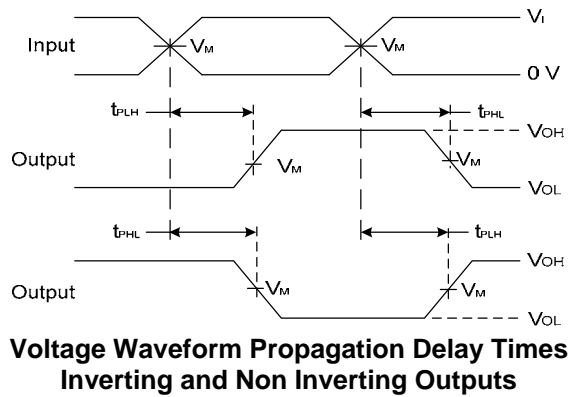 VI
Input
VM
VM
0 V
tPLH
tPHL
VOH
Output
VM
VM
VOL
tPHL
tPLH
VOH
Output
VM
VM
VOL
Voltage Waveform Propagation Delay Times
Inverting and Non Inverting Outputs